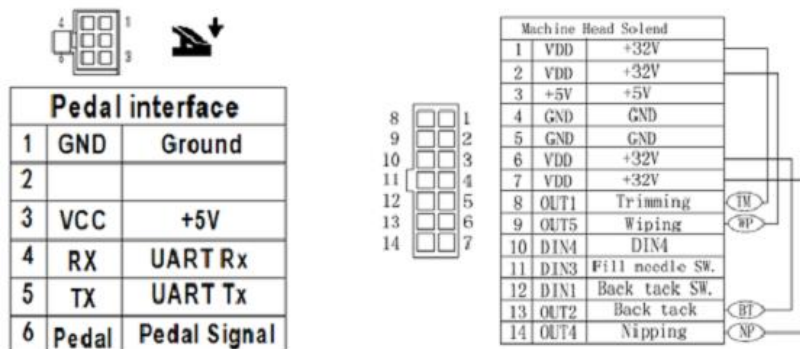 4 1
6 3
Pedal interface
1 GND Ground
2
3 VCC +5V
4 RX UART Rx
5 TX UART Tx
6 Pedal Pedal Signal
8 1
9 2
10 3
11 4
12 5
13 6
14 7
Machine Head Solend
1 VDD +32V
2 VDD +32V
3 +5V +5V
4 GND GND
5 GND GND
6 VDD +32V
7 VDD +32V
8 OUT1 Trimming TM
9 OUT5 Wiping WP
10 DIN4 DIN4
11 DIN3 Fill needle SW.
12 DIN1 Back tack SW.
13 OUT2 Back tack BT
14 OUT4 Nipping NP